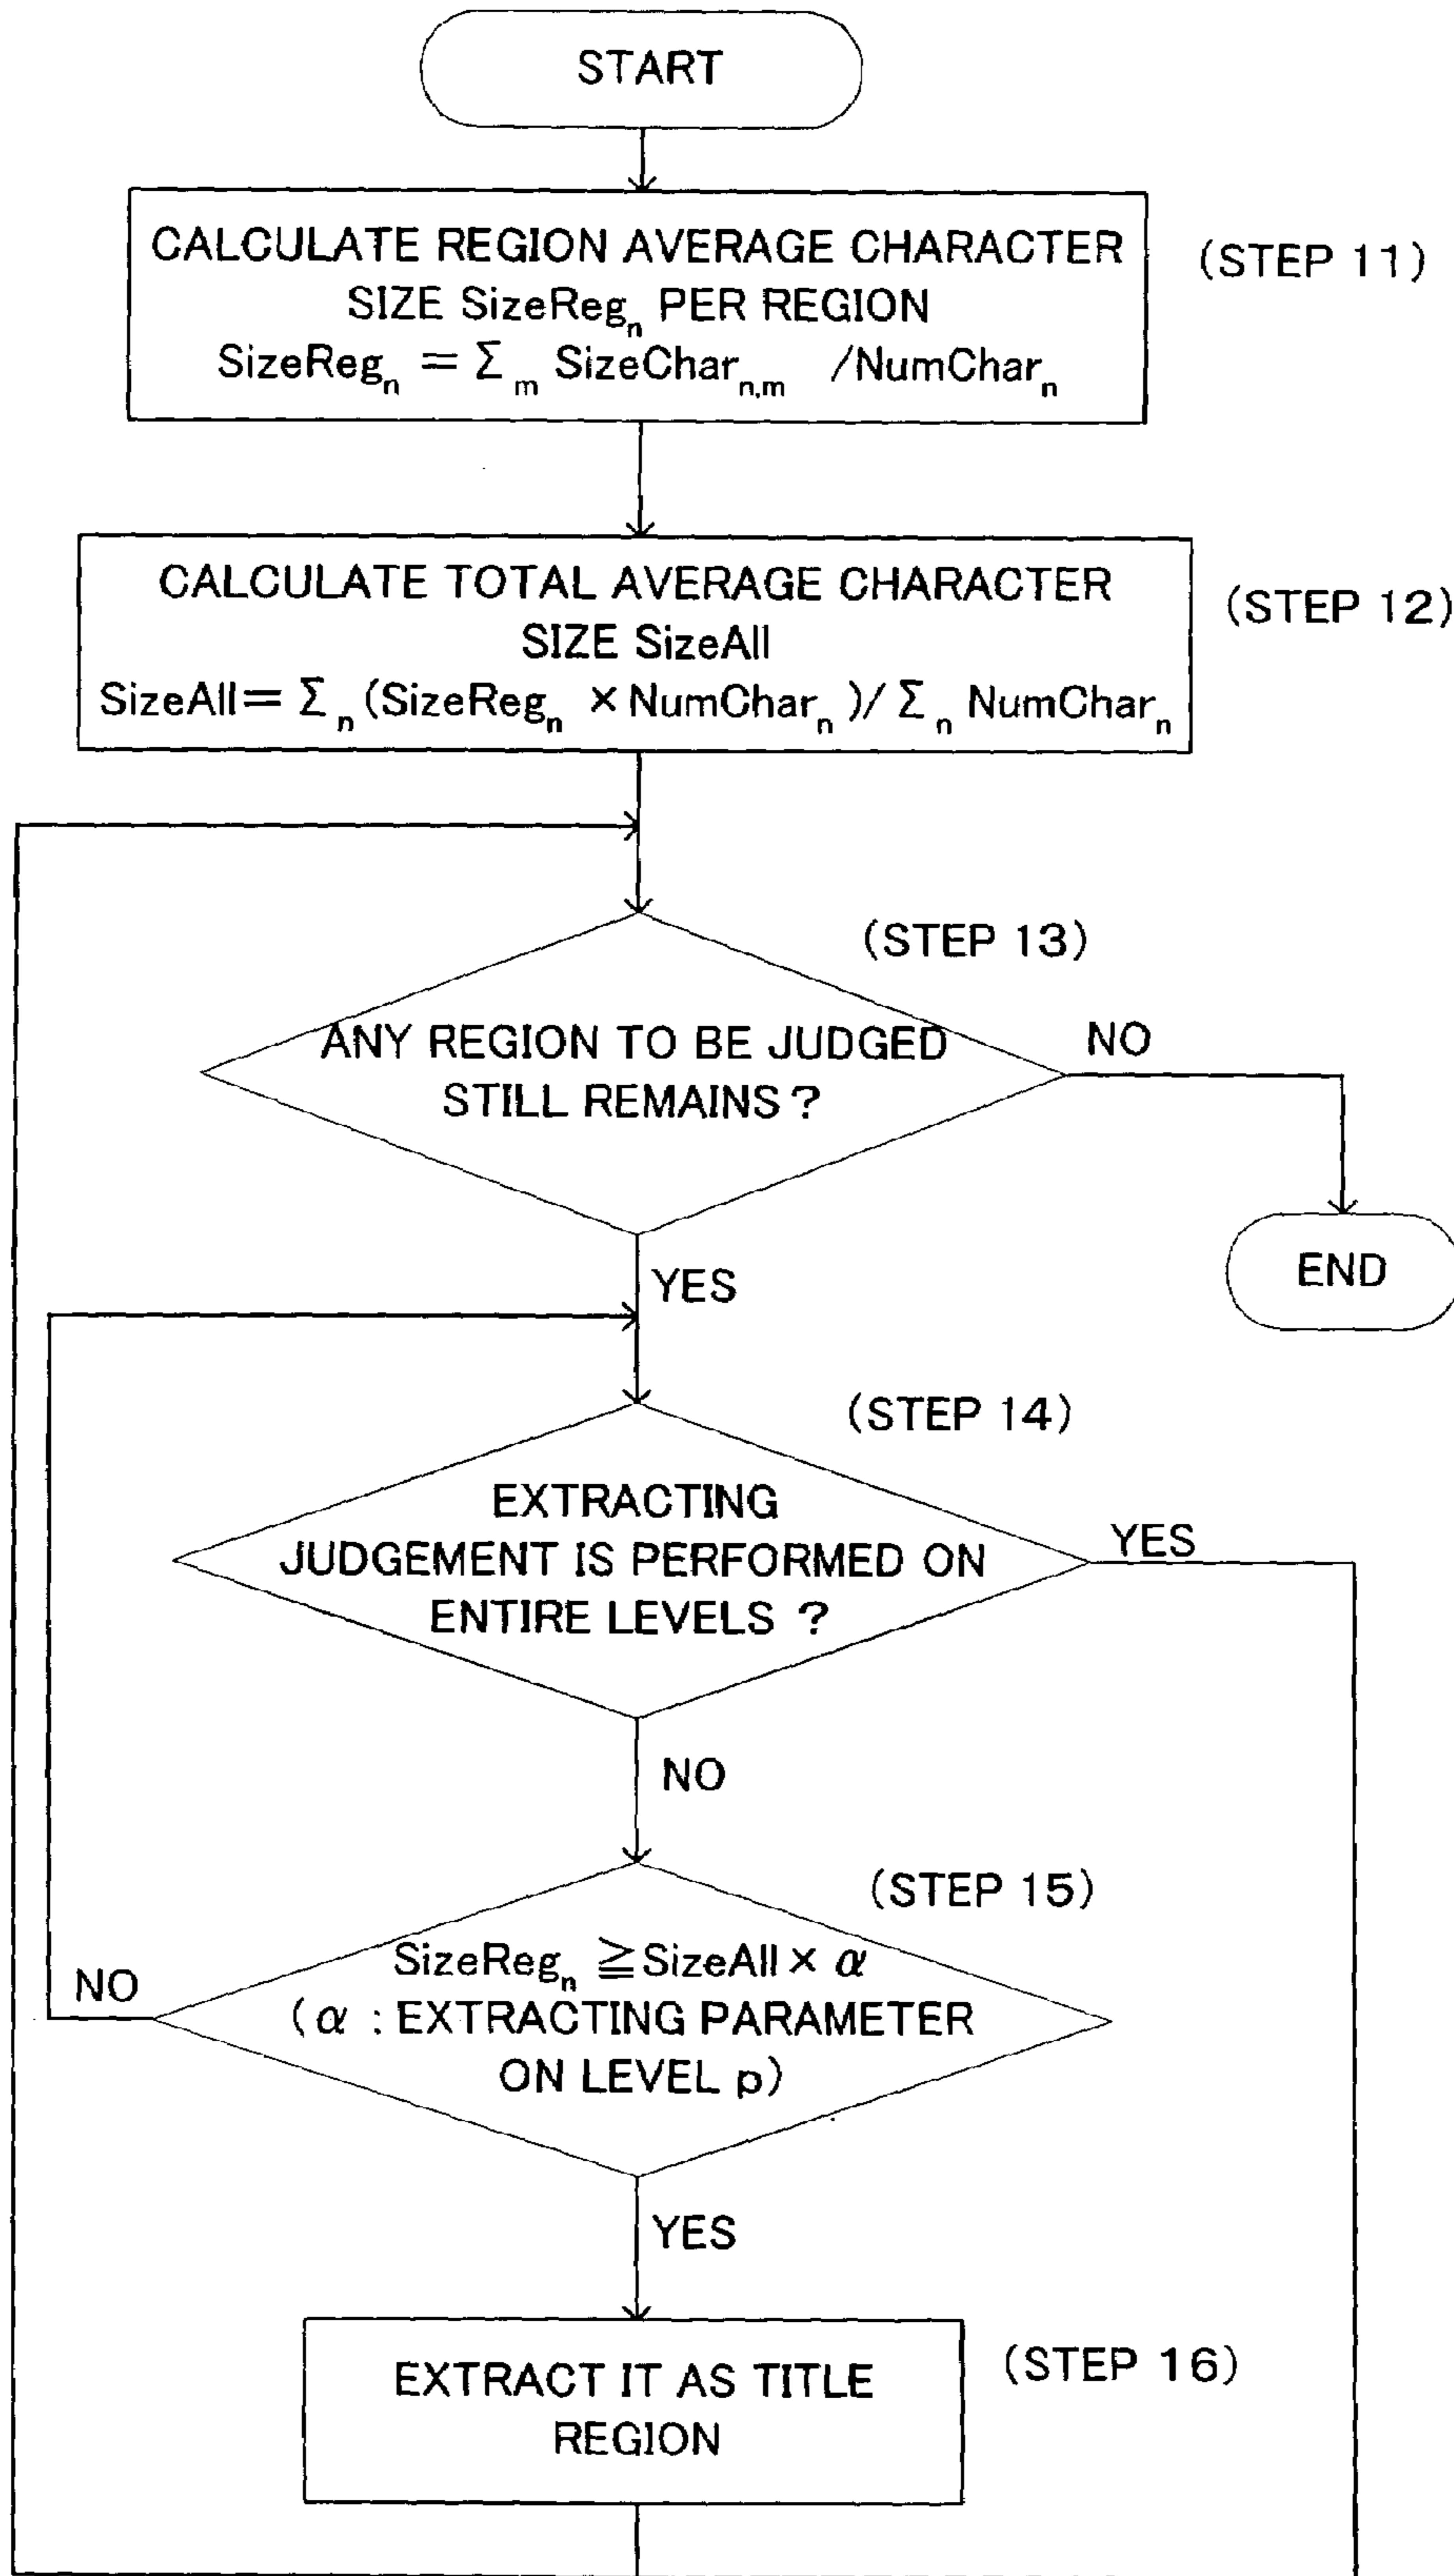 START
CALCULATE REGION AVERAGE CHARACTER
SIZE SizeRegₙ PER REGION
SizeRegₙ = Σₘ SizeCharₙ,ₘ /NumCharₙ
(STEP 11)
CALCULATE TOTAL AVERAGE CHARACTER
SIZE SizeAll
SizeAll= Σₙ (SizeRegₙ × NumCharₙ)/ Σₙ NumCharₙ
(STEP 12)
(STEP 13)
ANY REGION TO BE JUDGED
STILL REMAINS ?
NO
END
YES
(STEP 14)
EXTRACTING
JUDGEMENT IS PERFORMED ON
ENTIRE LEVELS ?
YES
NO
(STEP 15)
SizeRegₙ ≧ SizeAll × α
(α : EXTRACTING PARAMETER
ON LEVEL p)
NO
YES
EXTRACT IT AS TITLE
REGION
(STEP 16)